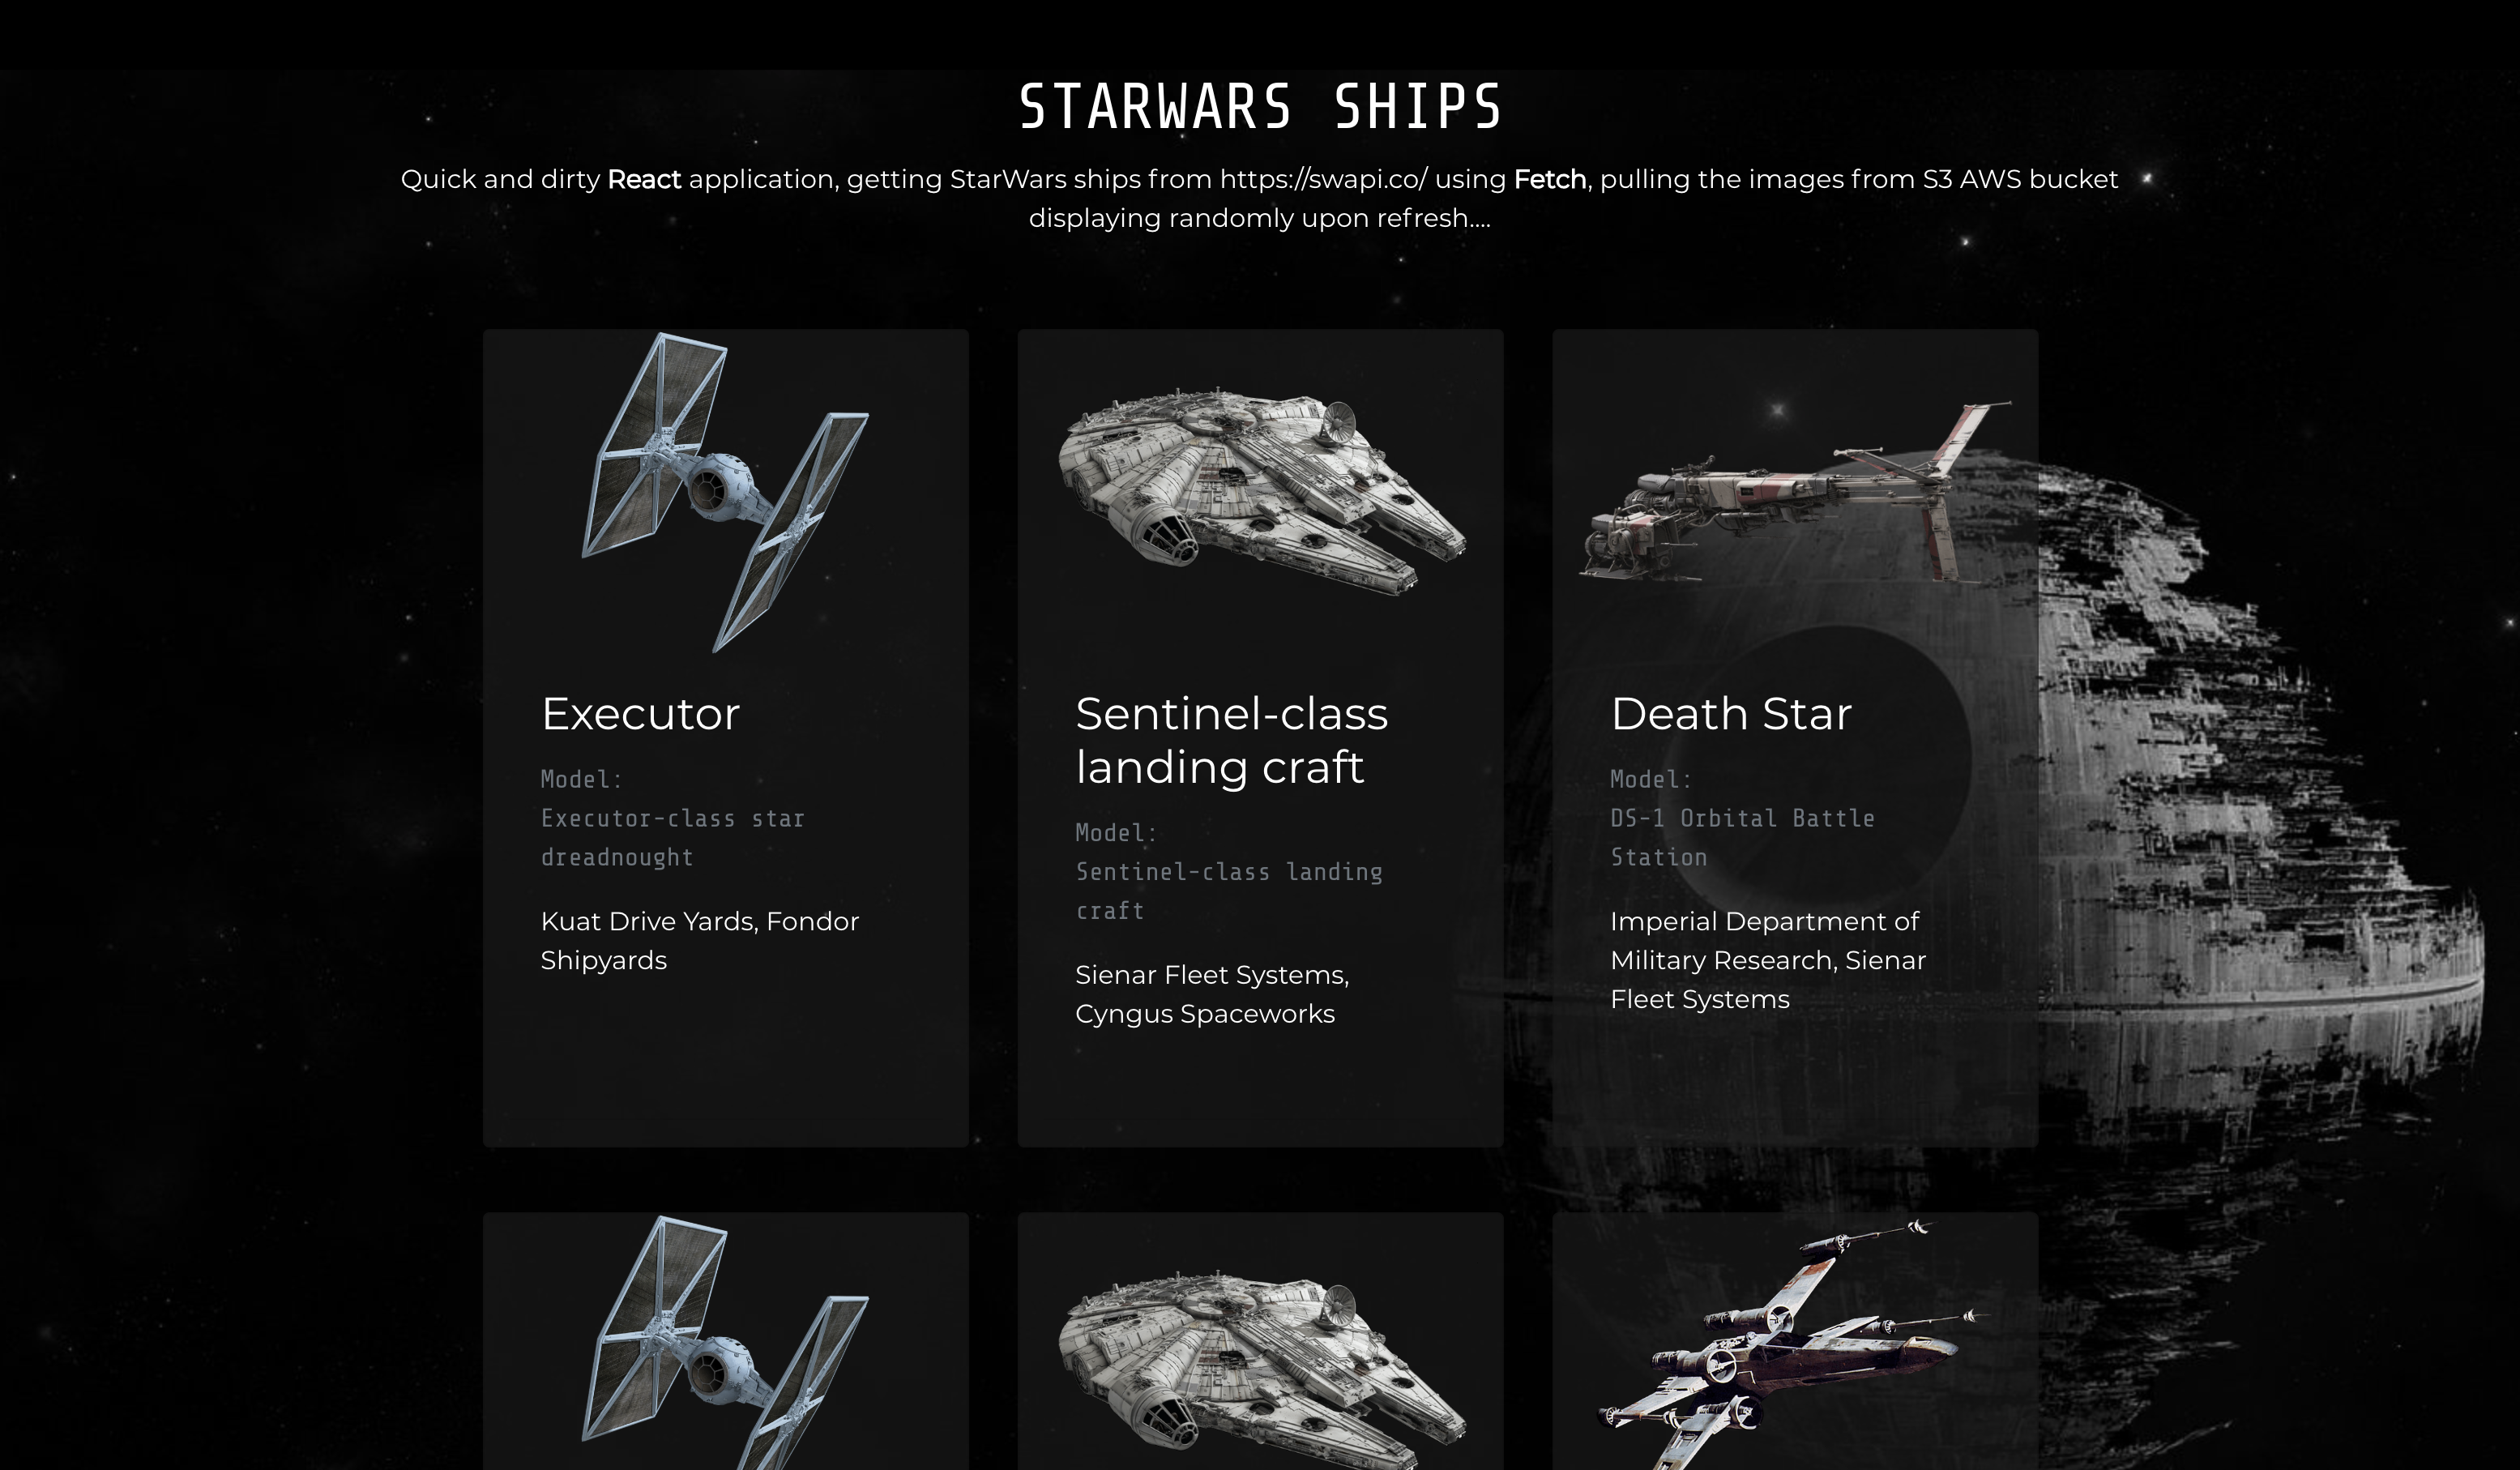 STARWARS SHIPS
Quick and dirty React application, getting StarWars ships from https://swapi.co/ using Fetch, pulling the images from S3 AWS bucket
displaying randomly upon refresh....
Executor
Model:
Executor-class star
dreadnought
Kuat Drive Yards, Fondor
Shipyards
Sentinel-class
landing craft
Model:
Sentinel-class landing
craft
Sienar Fleet Systems,
Cyngus Spaceworks
Death Star
Model:
DS-1 Orbital Battle
Station
Imperial Department of
Military Research, Sienar
Fleet Systems